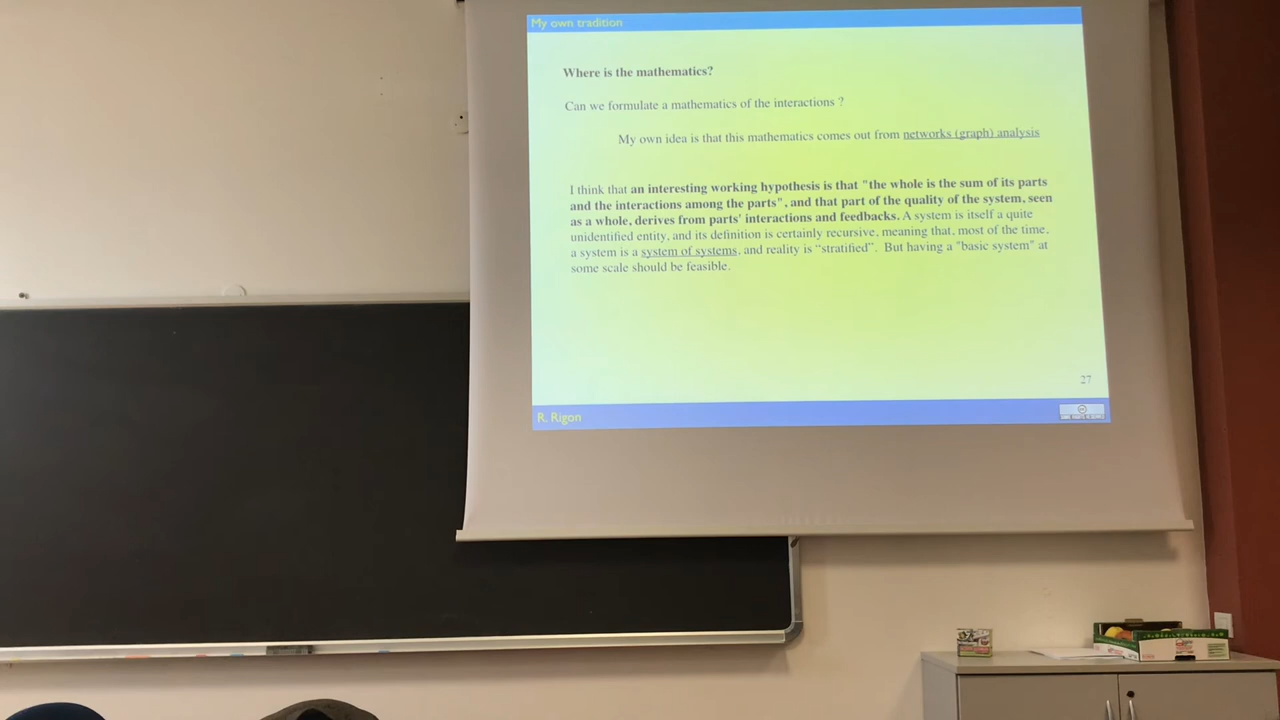 My own tradition
Where is the mathematics?
Can we formulate a mathematics of the interactions ?
My own idea is that this mathematics comes out from networks (graph) analysis
I think that an interesting working hypothesis is that "the whole is the sum of its parts
and the interactions among the parts", and that part of the quality of the system, seen
as a whole, derives from parts' interactions and feedbacks. A system is itself a quite
unidentified entity, and its definition is certainly recursive, meaning that, most of the time,
a system is a system of systems, and reality is “stratified”. But having a "basic system" at
some scale should be feasible.
27
R. Rigon